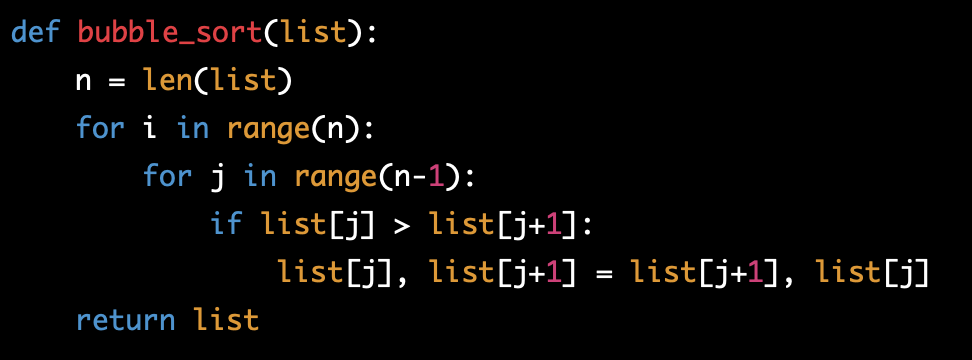 def bubble_sort(list):
    n = len(list)
    for i in range(n):
        for j in range(n-1):
            if list[j] > list[j+1]:
                list[j], list[j+1] = list[j+1], list[j]
    return list